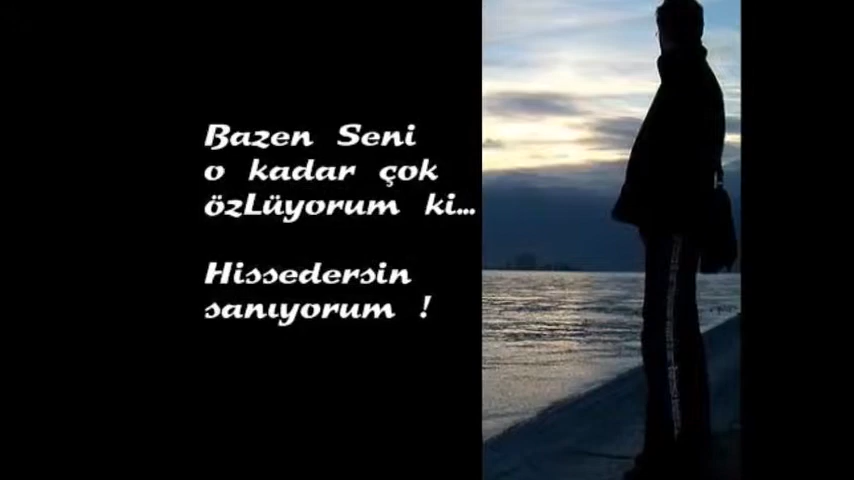 Bazen Seni
o kadar çok
özLüyorum ki...
Hissedersin
sanıyorum !